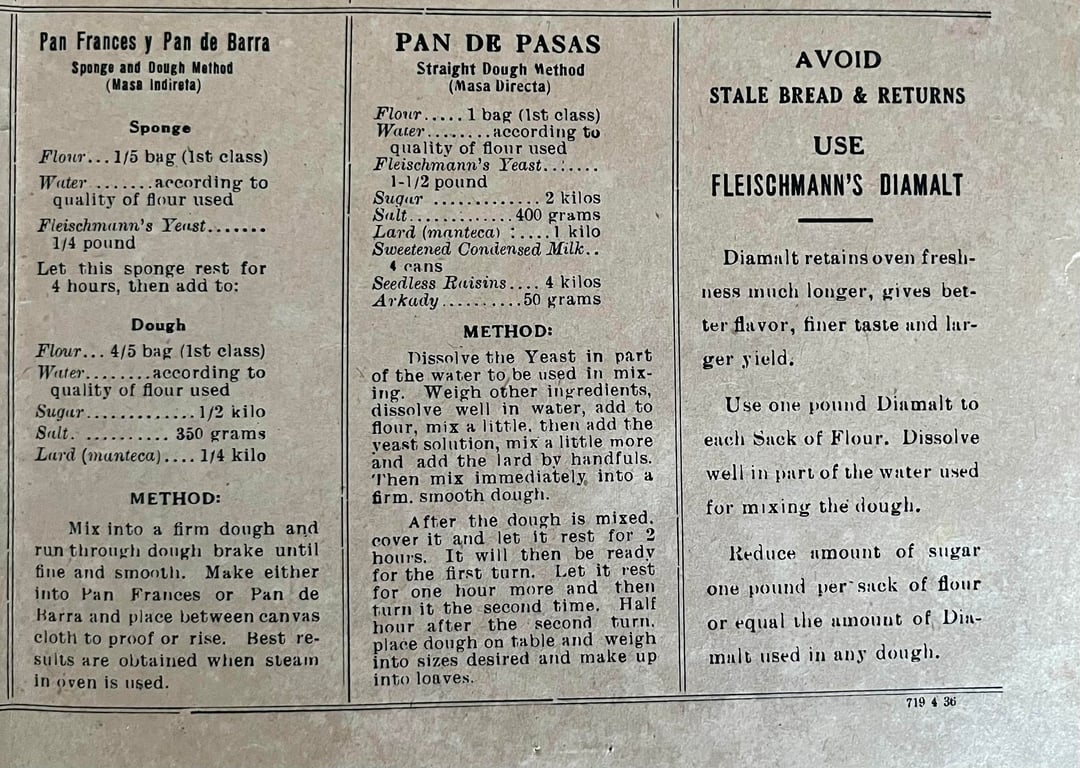 Pan Frances y Pan de Barra
Sponge and Dough Method
(Masa Indireta)
Sponge
Flour... 1/5 bag (1st class)
Water .......according to
quality of flour used
Fleischmann's Yeast.......
1/4 pound
Let this sponge rest for
4 hours, then add to:
Dough
Flour... 4/5 bag (1st class)
Water........according to
quality of flour used
Sugar.............1/2 kilo
Salt. .......... 350 grams
Lard (manteca).... 1/4 kilo
METHOD:
Mix into a firm dough and
run through dough brake until
fine and smooth. Make either
into Pan Frances or Pan de
Barra and place between canvas
cloth to proof or rise. Best re-
sults are obtained when steam
in oven is used.
PAN DE PASAS
Straight Dough Method
(Masa Directa)
Flour..... 1 bag (1st class)
Water........according to
quality of flour used
Fleischmann's Yeast.......
1-1/2 pound
Sugar ............. 2 kilos
Salt.............400 grams
Lard (manteca) :....1 kilo
Sweetened Condensed Milk..
4 cans
Seedless Raisins.... 4 kilos
Arkady..........50 grams
METHOD:
Dissolve the Yeast in part
of the water to be used in mix-
ing. Weigh other ingredients,
dissolve well in water, add to
flour, mix a little, then add the
yeast solution, mix a little more
and add the lard by handfuls.
Then mix immediately into a
firm, smooth dough.
After the dough is mixed,
cover it and let it rest for 2
hours. It will then be ready
for the first turn. Let it rest
for one hour more and then
turn it the second time. Half
hour after the second turn,
place dough on table and weigh
into sizes desired and make up
into loaves.
AVOID
STALE BREAD & RETURNS
USE
FLEISCHMANN'S DIAMALT
Diamalt retains oven fresh-
ness much longer, gives bet-
ter flavor, finer taste and lar-
ger yield.
Use one pound Diamalt to
each Sack of Flour. Dissolve
well in part of the water used
for mixing the dough.
Reduce amount of sugar
one pound per sack of flour
or equal the amount of Dia-
malt used in any dough.
719 4 36